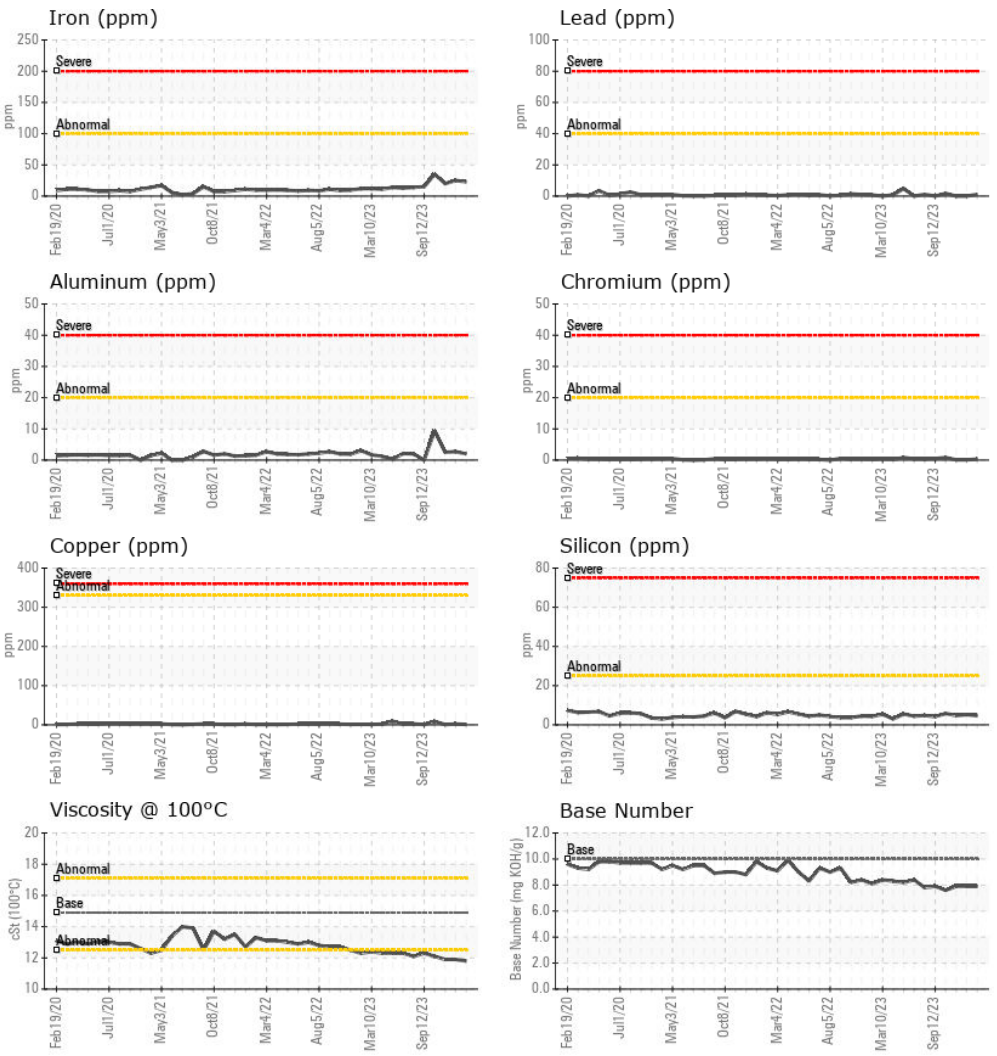 Iron (ppm)
250
200
150
100
50
0
ppm
Severe
Abnormal
Feb19/20
Jul1/20
May3/21
Oct8/21
Mar4/22
Aug5/22
Mar10/23
Sep12/23
Lead (ppm)
100
80
60
40
20
0
ppm
Severe
Abnormal
Feb19/20
Jul1/20
May3/21
Oct8/21
Mar4/22
Aug5/22
Mar10/23
Sep12/23
Aluminum (ppm)
50
40
30
20
10
0
ppm
Severe
Abnormal
Feb19/20
Jul1/20
May3/21
Oct8/21
Mar4/22
Aug5/22
Mar10/23
Sep12/23
Chromium (ppm)
50
40
30
20
10
0
ppm
Severe
Abnormal
Feb19/20
Jul1/20
May3/21
Oct8/21
Mar4/22
Aug5/22
Mar10/23
Sep12/23
Copper (ppm)
400
300
200
100
0
ppm
Severe
Abnormal
Feb19/20
Jul1/20
May3/21
Oct8/21
Mar4/22
Aug5/22
Mar10/23
Sep12/23
Silicon (ppm)
80
60
40
20
0
ppm
Severe
Abnormal
Feb19/20
Jul1/20
May3/21
Oct8/21
Mar4/22
Aug5/22
Mar10/23
Sep12/23
Viscosity @ 100°C
20
18
16
14
12
10
cSt (100°C)
Abnormal
Base
Abnormal
Feb19/20
Jul1/20
May3/21
Oct8/21
Mar4/22
Aug5/22
Mar10/23
Sep12/23
Base Number
12.0
10.0
8.0
6.0
4.0
2.0
0.0
Base Number (mg KOH/g)
Base
Feb19/20
Jul1/20
May3/21
Oct8/21
Mar4/22
Aug5/22
Mar10/23
Sep12/23